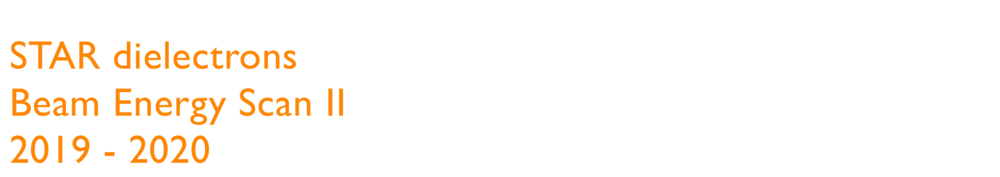 STAR dielectrons
Beam Energy Scan II
2019 - 2020